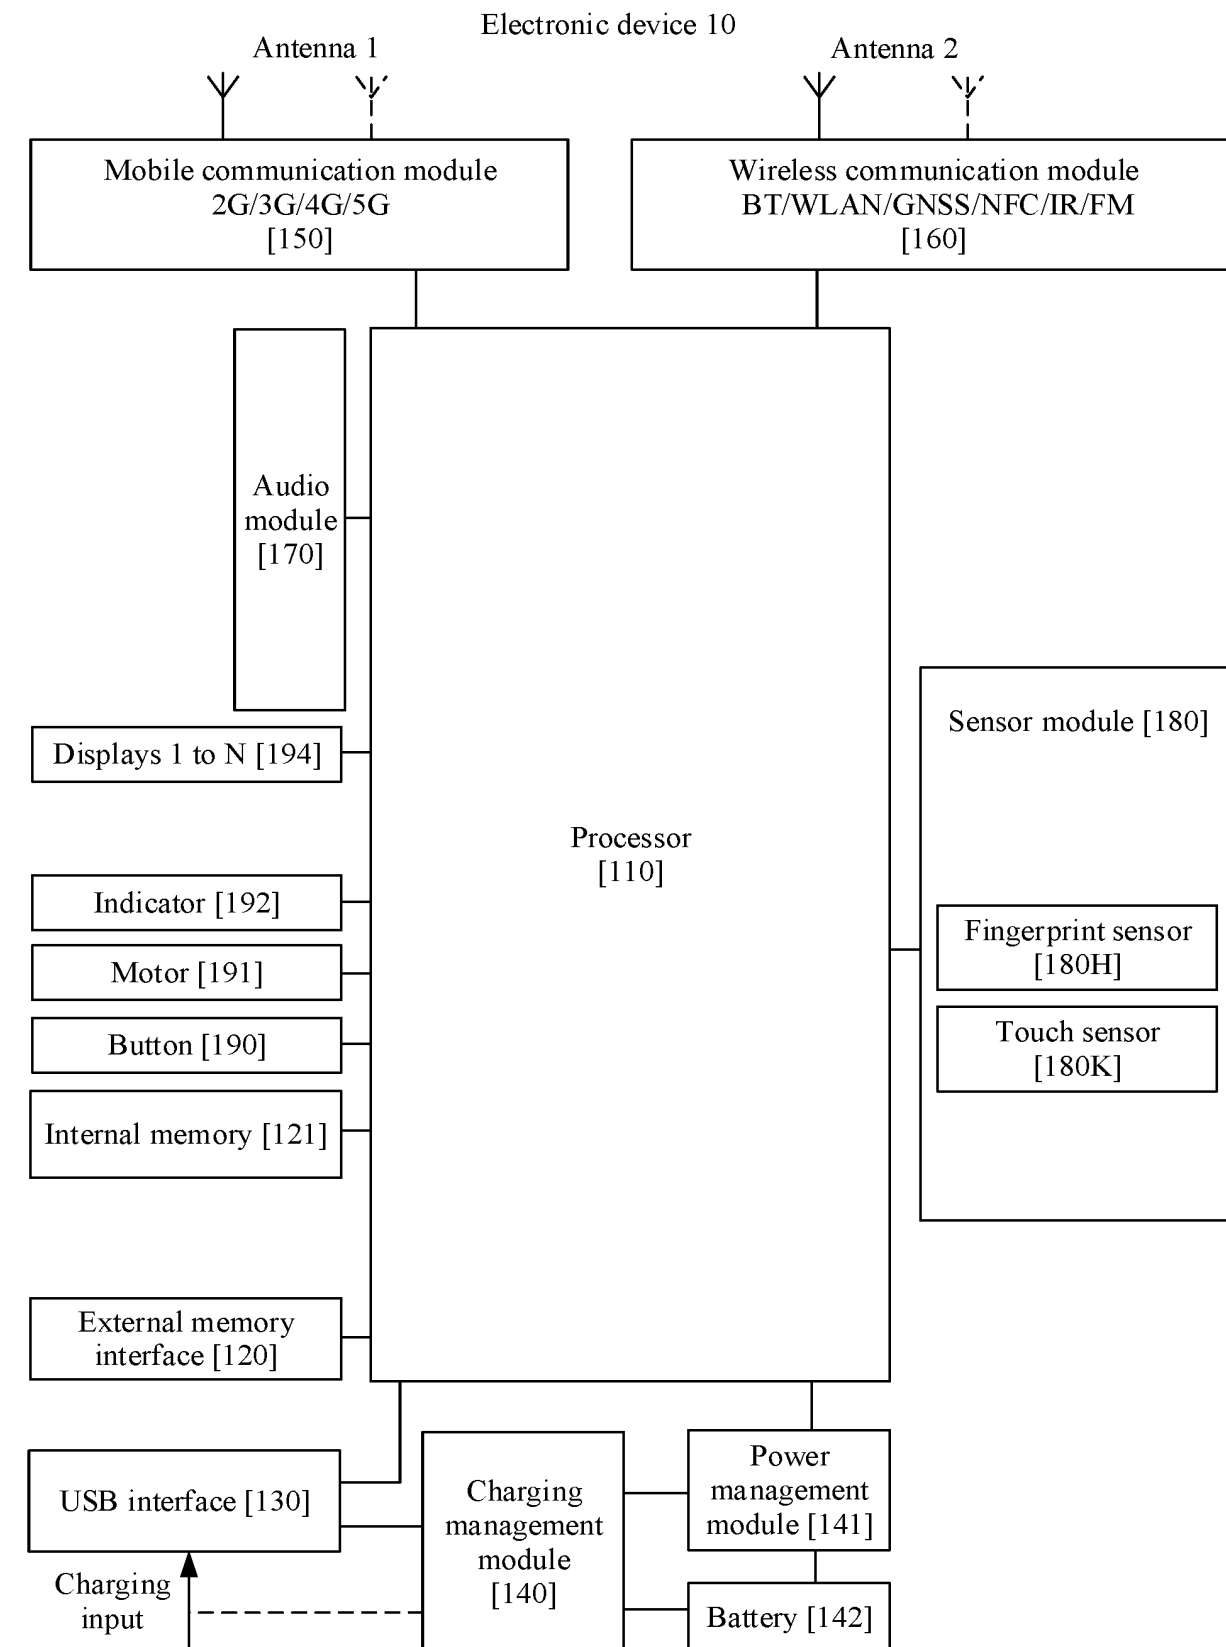 Electronic device 10
Antenna 1
Antenna 2
Mobile communication module
2G/3G/4G/5G
[150]
Wireless communication module
BT/WLAN/GNSS/NFC/IR/FM
[160]
Audio
module
[170]
Displays 1 to N [194]
Indicator [192]
Motor [191]
Button [190]
Internal memory [121]
External memory
interface [120]
Processor
[110]
Sensor module [180]
Fingerprint sensor
[180H]
Touch sensor
[180K]
USB interface [130]
Charging
input
Charging
management
module
[140]
Power
management
module [141]
Battery [142]